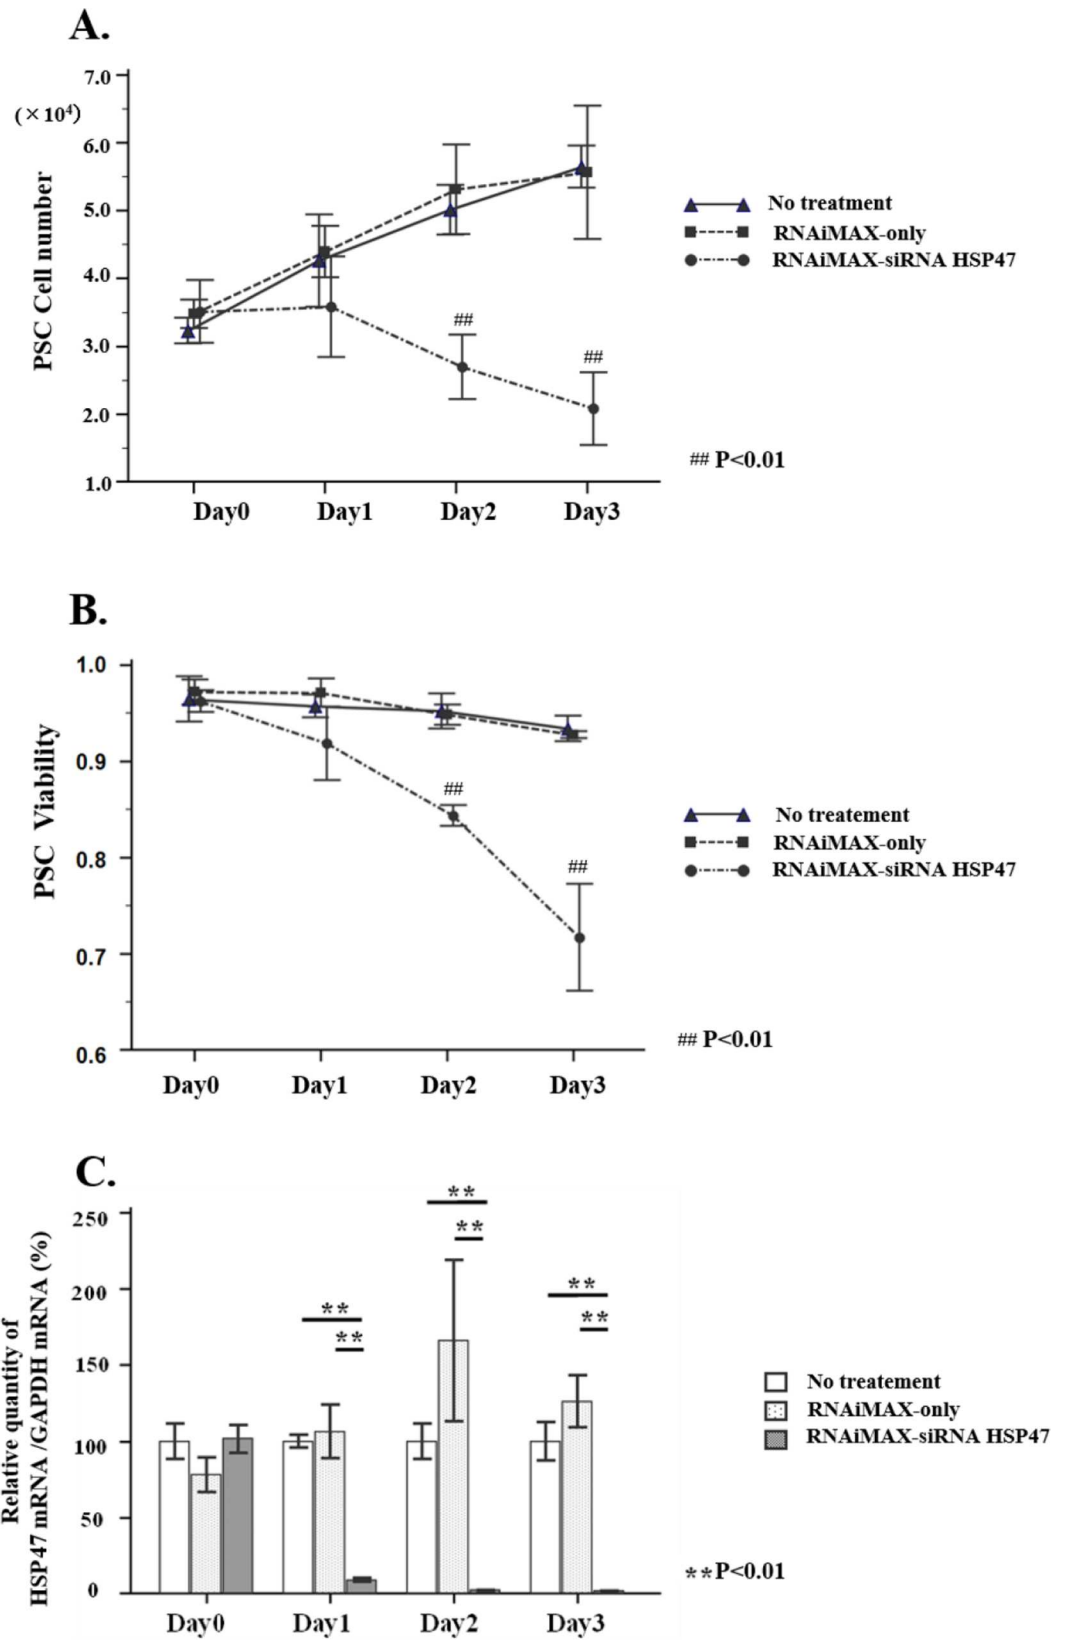 A.
7.0
(×10⁴)
6.0
5.0
4.0
3.0
2.0
1.0
PSC Cell number
##
##
Day0 Day1 Day2 Day3
No treatment
RNAiMAX-only
RNAiMAX-siRNA HSP47
## P<0.01
B.
1.0
0.9
0.8
0.7
0.6
PSC Viability
##
##
Day0 Day1 Day2 Day3
No treatement
RNAiMAX-only
RNAiMAX-siRNA HSP47
## P<0.01
C.
250
200
150
100
50
0
Relative quantity of
HSP47 mRNA /GAPDH mRNA (%)
**
**
**
**
**
**
Day0 Day1 Day2 Day3
No treatement
RNAiMAX-only
RNAiMAX-siRNA HSP47
**P<0.01